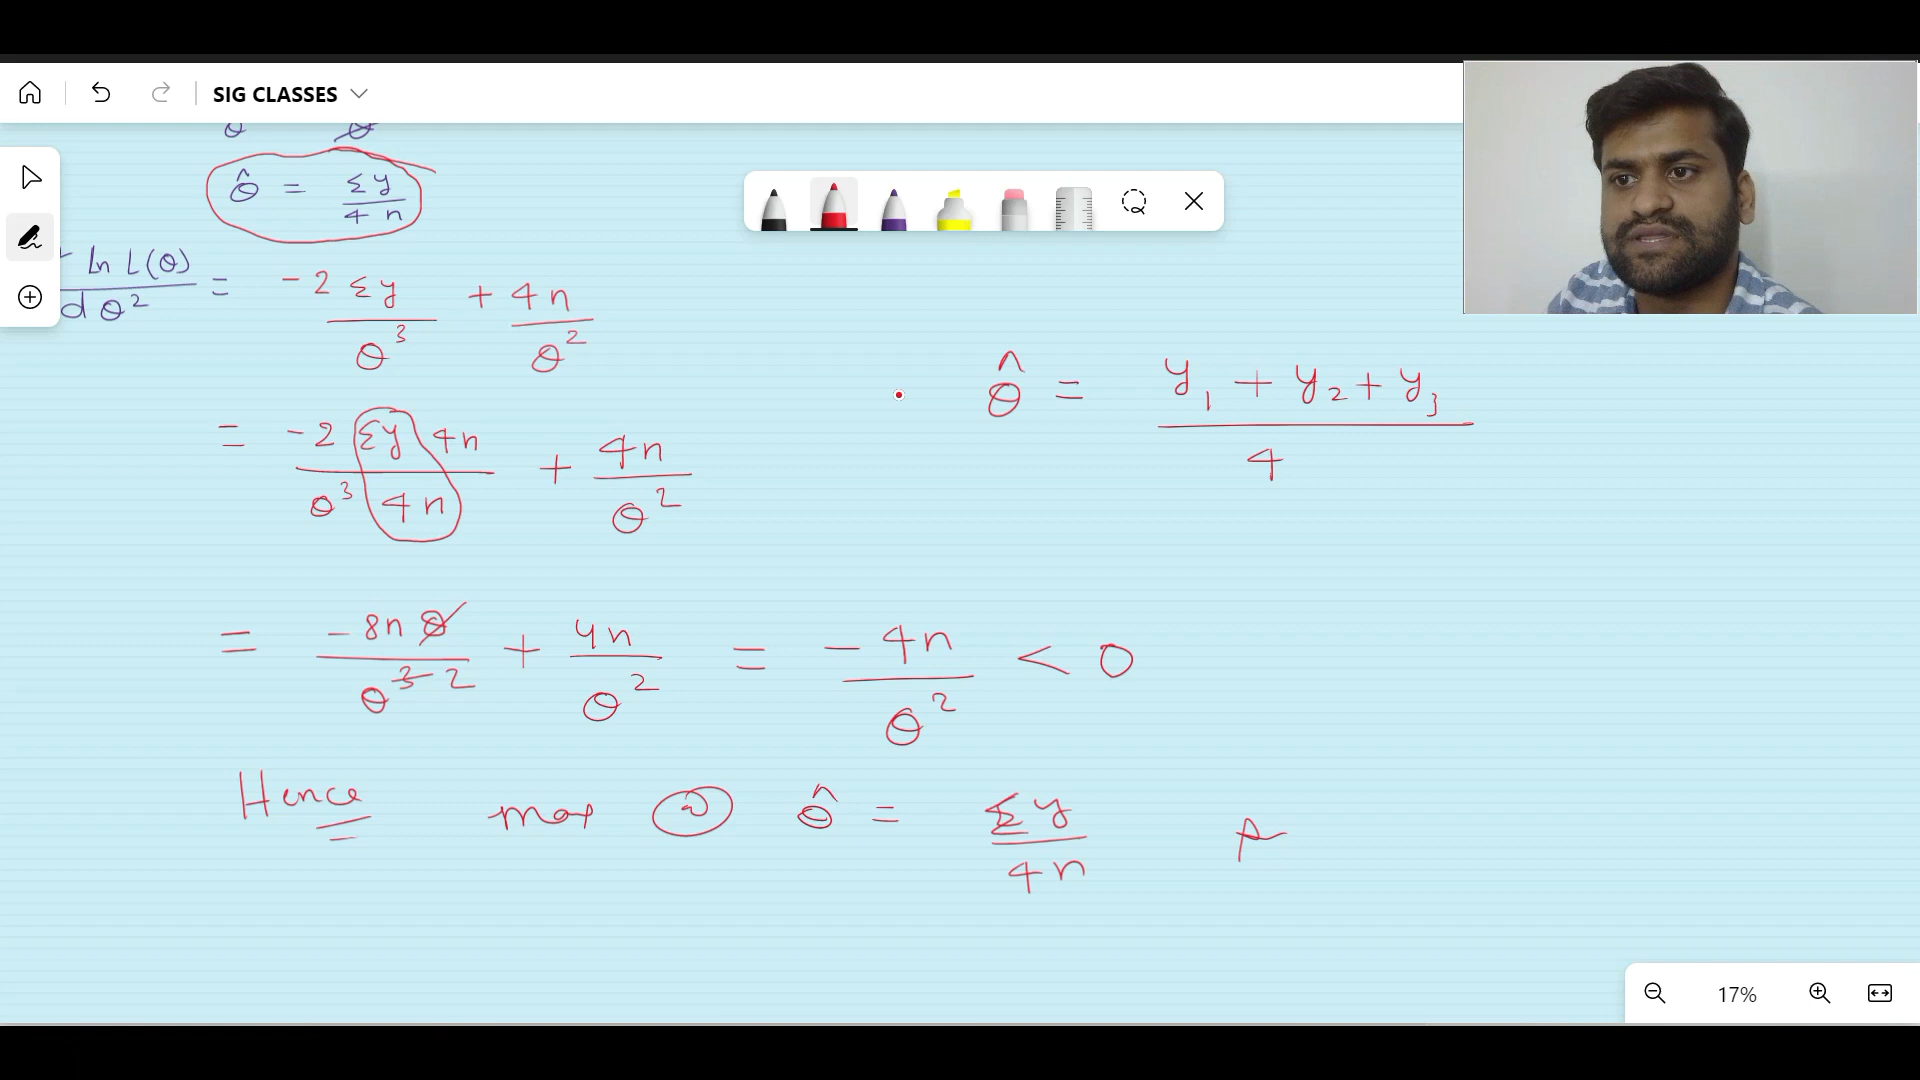 SIG CLASSES
θ̂ = Σy / 4n
ln L(θ) / dθ² = -2Σy / θ³ + 4n / θ²
θ̂ = y₁ + y₂ + y₃ / 4
= -2Σy 4n / θ³ 4n + 4n / θ²
= -8nθ / θ³ 2 + 4n / θ² = -4n / θ² < 0
Hence max @ θ̂ = Σy / 4n
17%